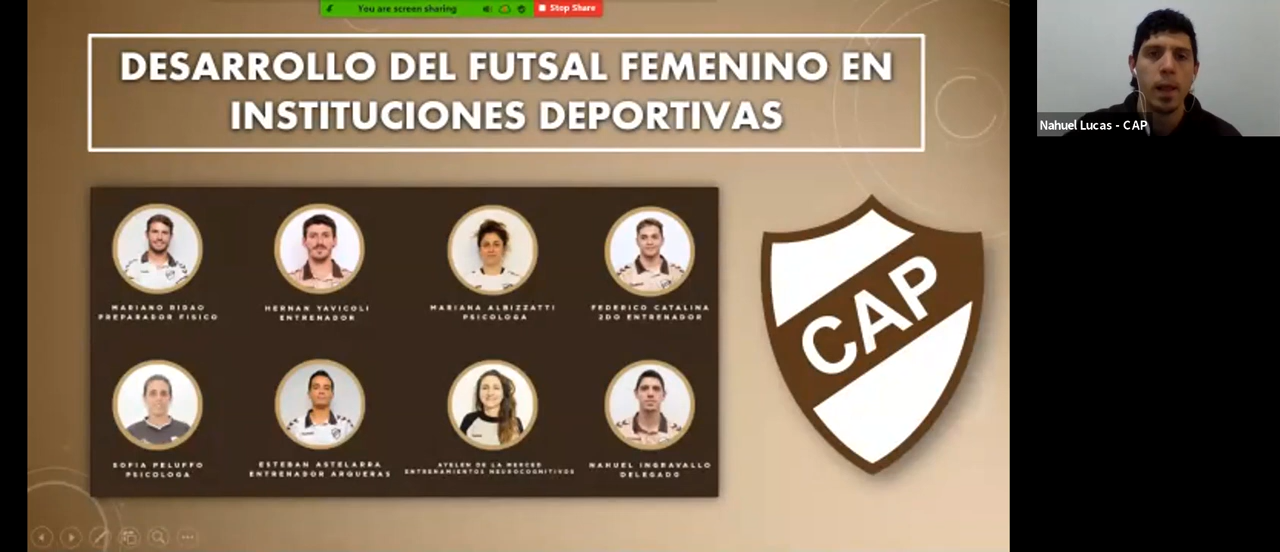 You are screen sharing
Stop Share
DESARROLLO DEL FUTSAL FEMENINO EN
INSTITUCIONES DEPORTIVAS
Nahuel Lucas - CAP
MARIANO BIDAO
PREPARADOR FISICO
HERNAN YAVICOLI
ENTRENADOR
MARIANA ALBIZZATTI
PSICOLOGA
FEDERICO CATALINA
2DO ENTRENADOR
CAP
SOFIA PELUFFO
PSICOLOGA
ESTEBAN ASTELARRA
ENTRENADOR ARQUERAS
AYELEN DE LA MERCED
ENTRENAMIENTOS NEUROCOGNITIVOS
NAHUEL INGRAVALLO
DELEGADO